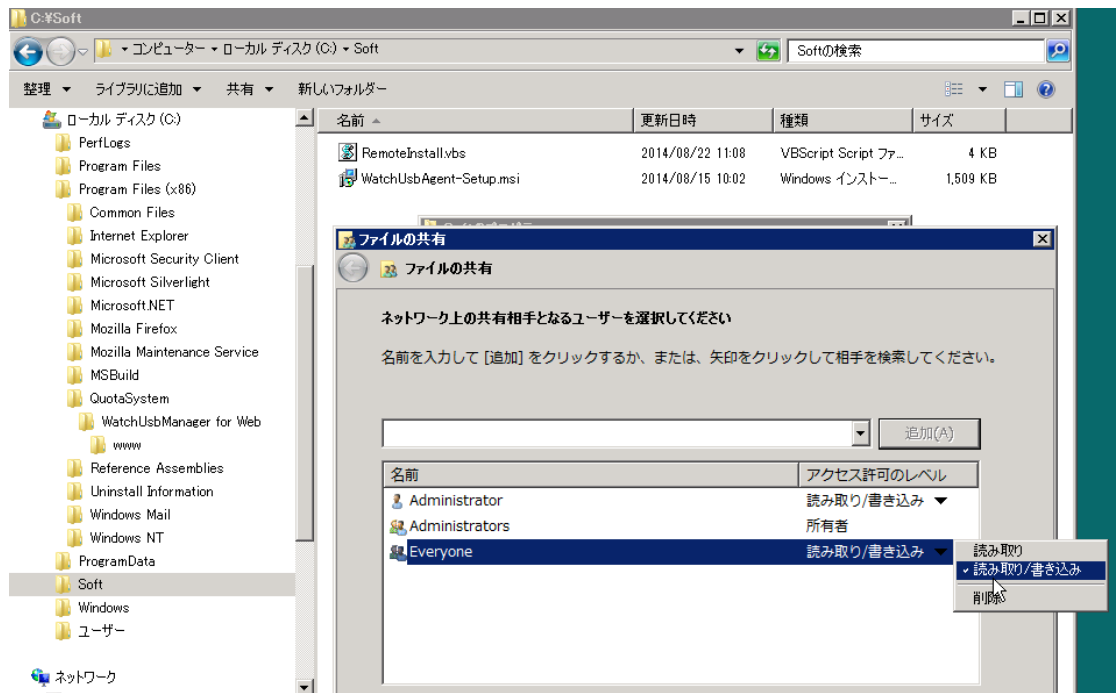 C:¥Soft
コンピューター ローカル ディスク (C:) Soft
Softの検索
整理 ライブラリに追加 共有 新しいフォルダー
ローカル ディスク (C:)
PerfLogs
Program Files
Program Files (x86)
Common Files
Internet Explorer
Microsoft Security Client
Microsoft Silverlight
Microsoft.NET
Mozilla Firefox
Mozilla Maintenance Service
MSBuild
QuotaSystem
WatchUsbManager for Web
www
Reference Assemblies
Uninstall Information
Windows Mail
Windows NT
ProgramData
Soft
Windows
ユーザー
ネットワーク
名前 更新日時 種類 サイズ
RemoteInstall.vbs 2014/08/22 11:08 VBScript Script ファ... 4 KB
WatchUsbAgent-Setup.msi 2014/08/15 10:02 Windows インストー... 1,509 KB
ファイルの共有
ファイルの共有
ネットワーク上の共有相手となるユーザーを選択してください
名前を入力して [追加] をクリックするか、または、矢印をクリックして相手を検索してください。
追加(A)
名前 アクセス許可のレベル
Administrator 読み取り/書き込み
Administrators 所有者
Everyone 読み取り/書き込み
読み取り
読み取り/書き込み
削除